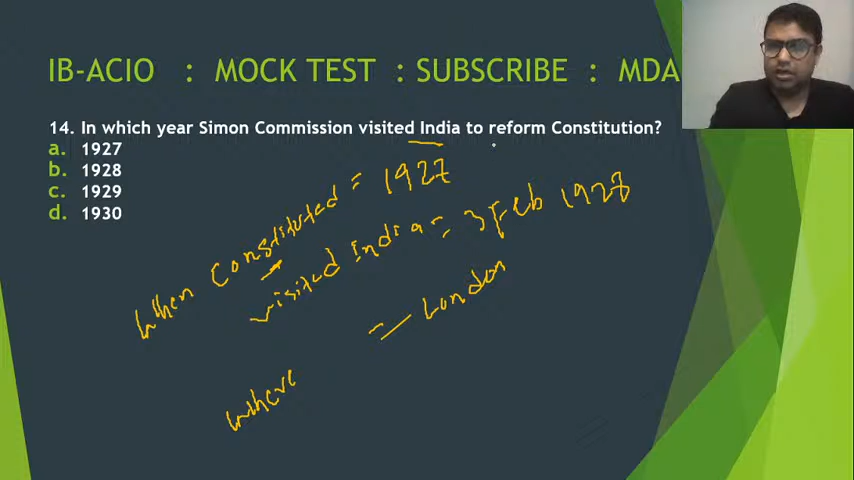 IB-ACIO : MOCK TEST : SUBSCRIBE : MDA
14. In which year Simon Commission visited India to reform Constitution?
a. 1927
b. 1928
c. 1929
d. 1930
When Constituted = 1927
visited India = 3 Feb 1928
= London
where